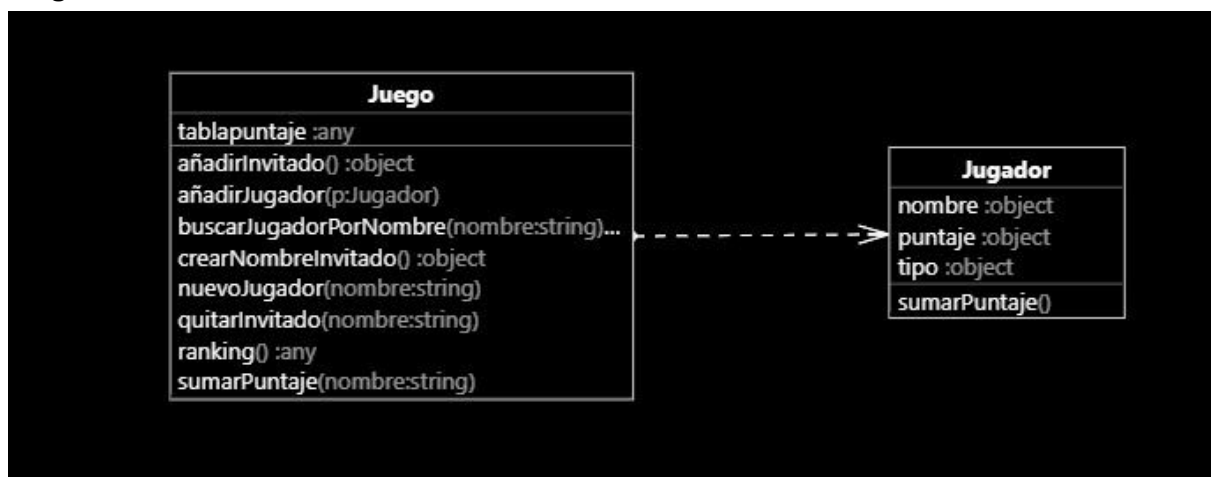 Juego
tablapuntaje :any
añadirInvitado() :object
añadirJugador(p:Jugador)
buscarJugadorPorNombre(nombre:string)...
crearNombreInvitado() :object
nuevoJugador(nombre:string)
quitarInvitado(nombre:string)
ranking() :any
sumarPuntaje(nombre:string)
Jugador
nombre :object
puntaje :object
tipo :object
sumarPuntaje()